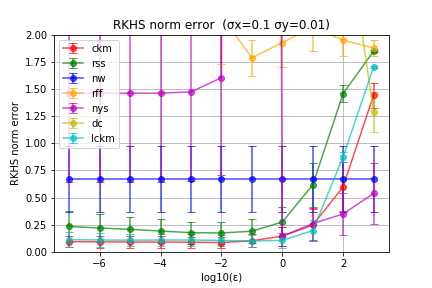 RKHS norm error  (σx=0.1 σy=0.01)
2.00
1.75
1.50
1.25
1.00
0.75
0.50
0.25
0.00
RKHS norm error
ckm
rss
nw
rff
nys
dc
lckm
−6
−4
−2
0
2
log10(ε)